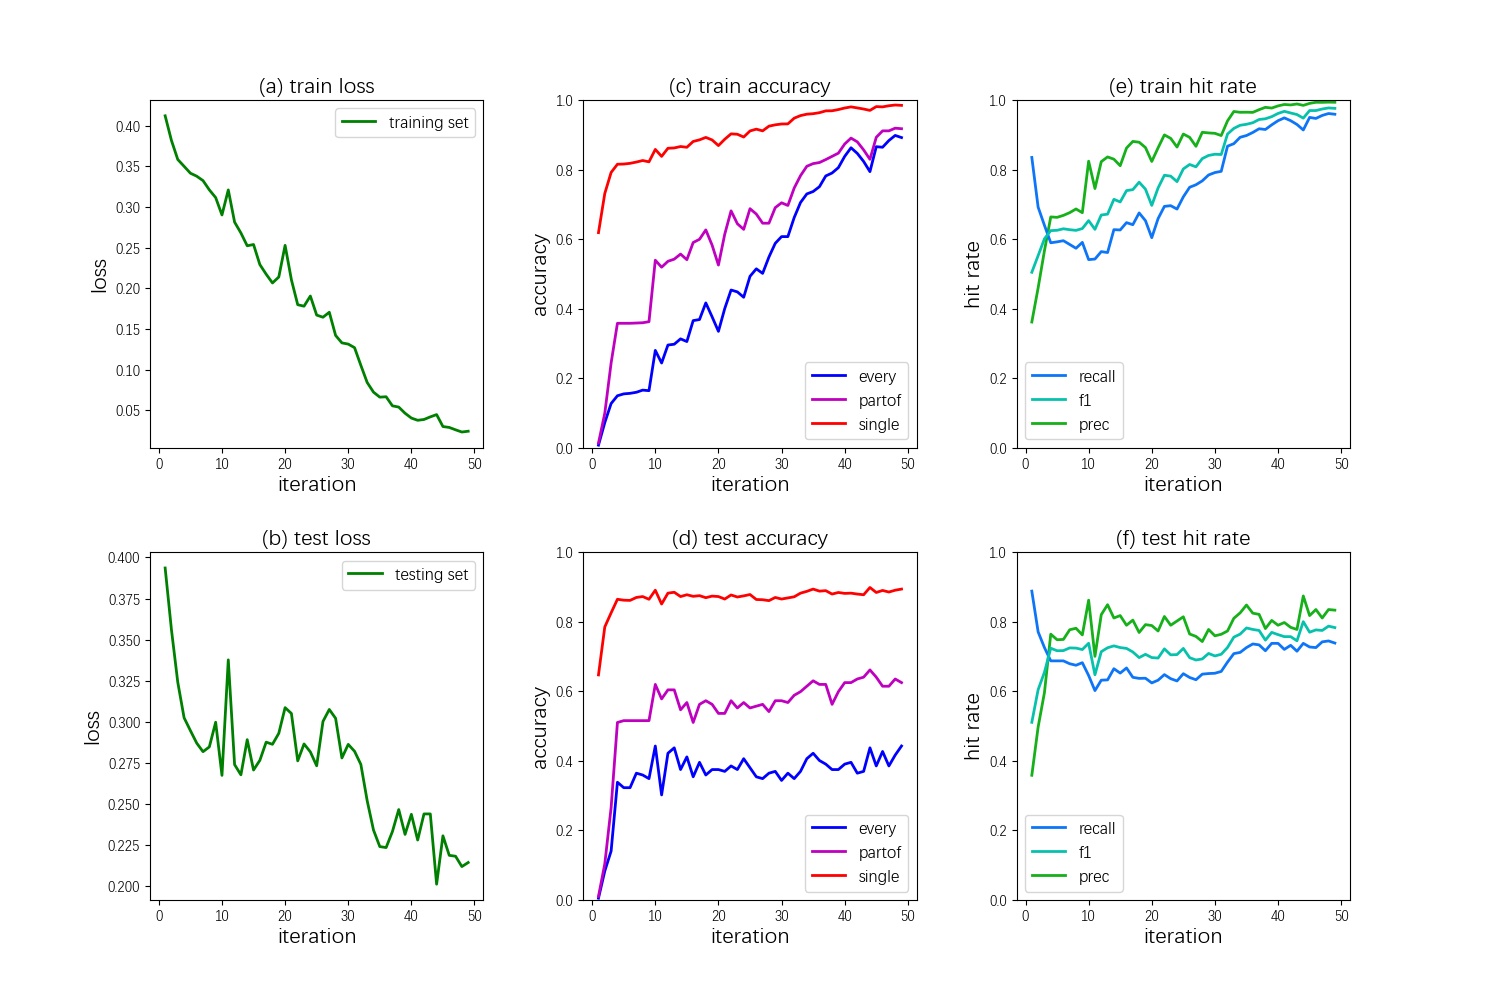 (a) train loss
training set
0.40
0.35
0.30
0.25
0.20
0.15
0.10
0.05
loss
0 10 20 30 40 50
iteration
(c) train accuracy
1.0
0.8
0.6
0.4
0.2
0.0
accuracy
every
partof
single
0 10 20 30 40 50
iteration
(e) train hit rate
1.0
0.8
0.6
0.4
0.2
0.0
hit rate
recall
f1
prec
0 10 20 30 40 50
iteration
(b) test loss
testing set
0.400
0.375
0.350
0.325
0.300
0.275
0.250
0.225
0.200
loss
0 10 20 30 40 50
iteration
(d) test accuracy
1.0
0.8
0.6
0.4
0.2
0.0
accuracy
every
partof
single
0 10 20 30 40 50
iteration
(f) test hit rate
1.0
0.8
0.6
0.4
0.2
0.0
hit rate
recall
f1
prec
0 10 20 30 40 50
iteration